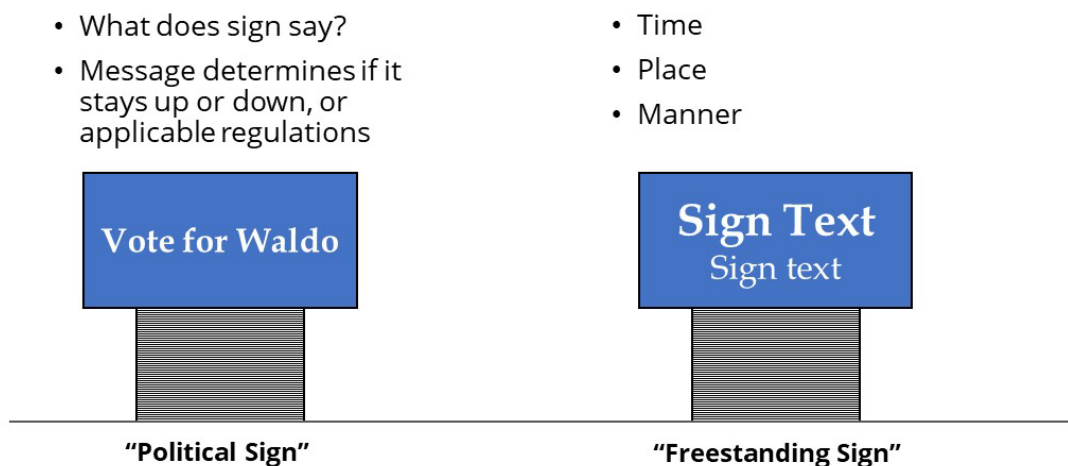 • What does sign say?
• Message determines if it
stays up or down, or
applicable regulations
Vote for Waldo
“Political Sign”
• Time
• Place
• Manner
Sign Text
Sign text
“Freestanding Sign”